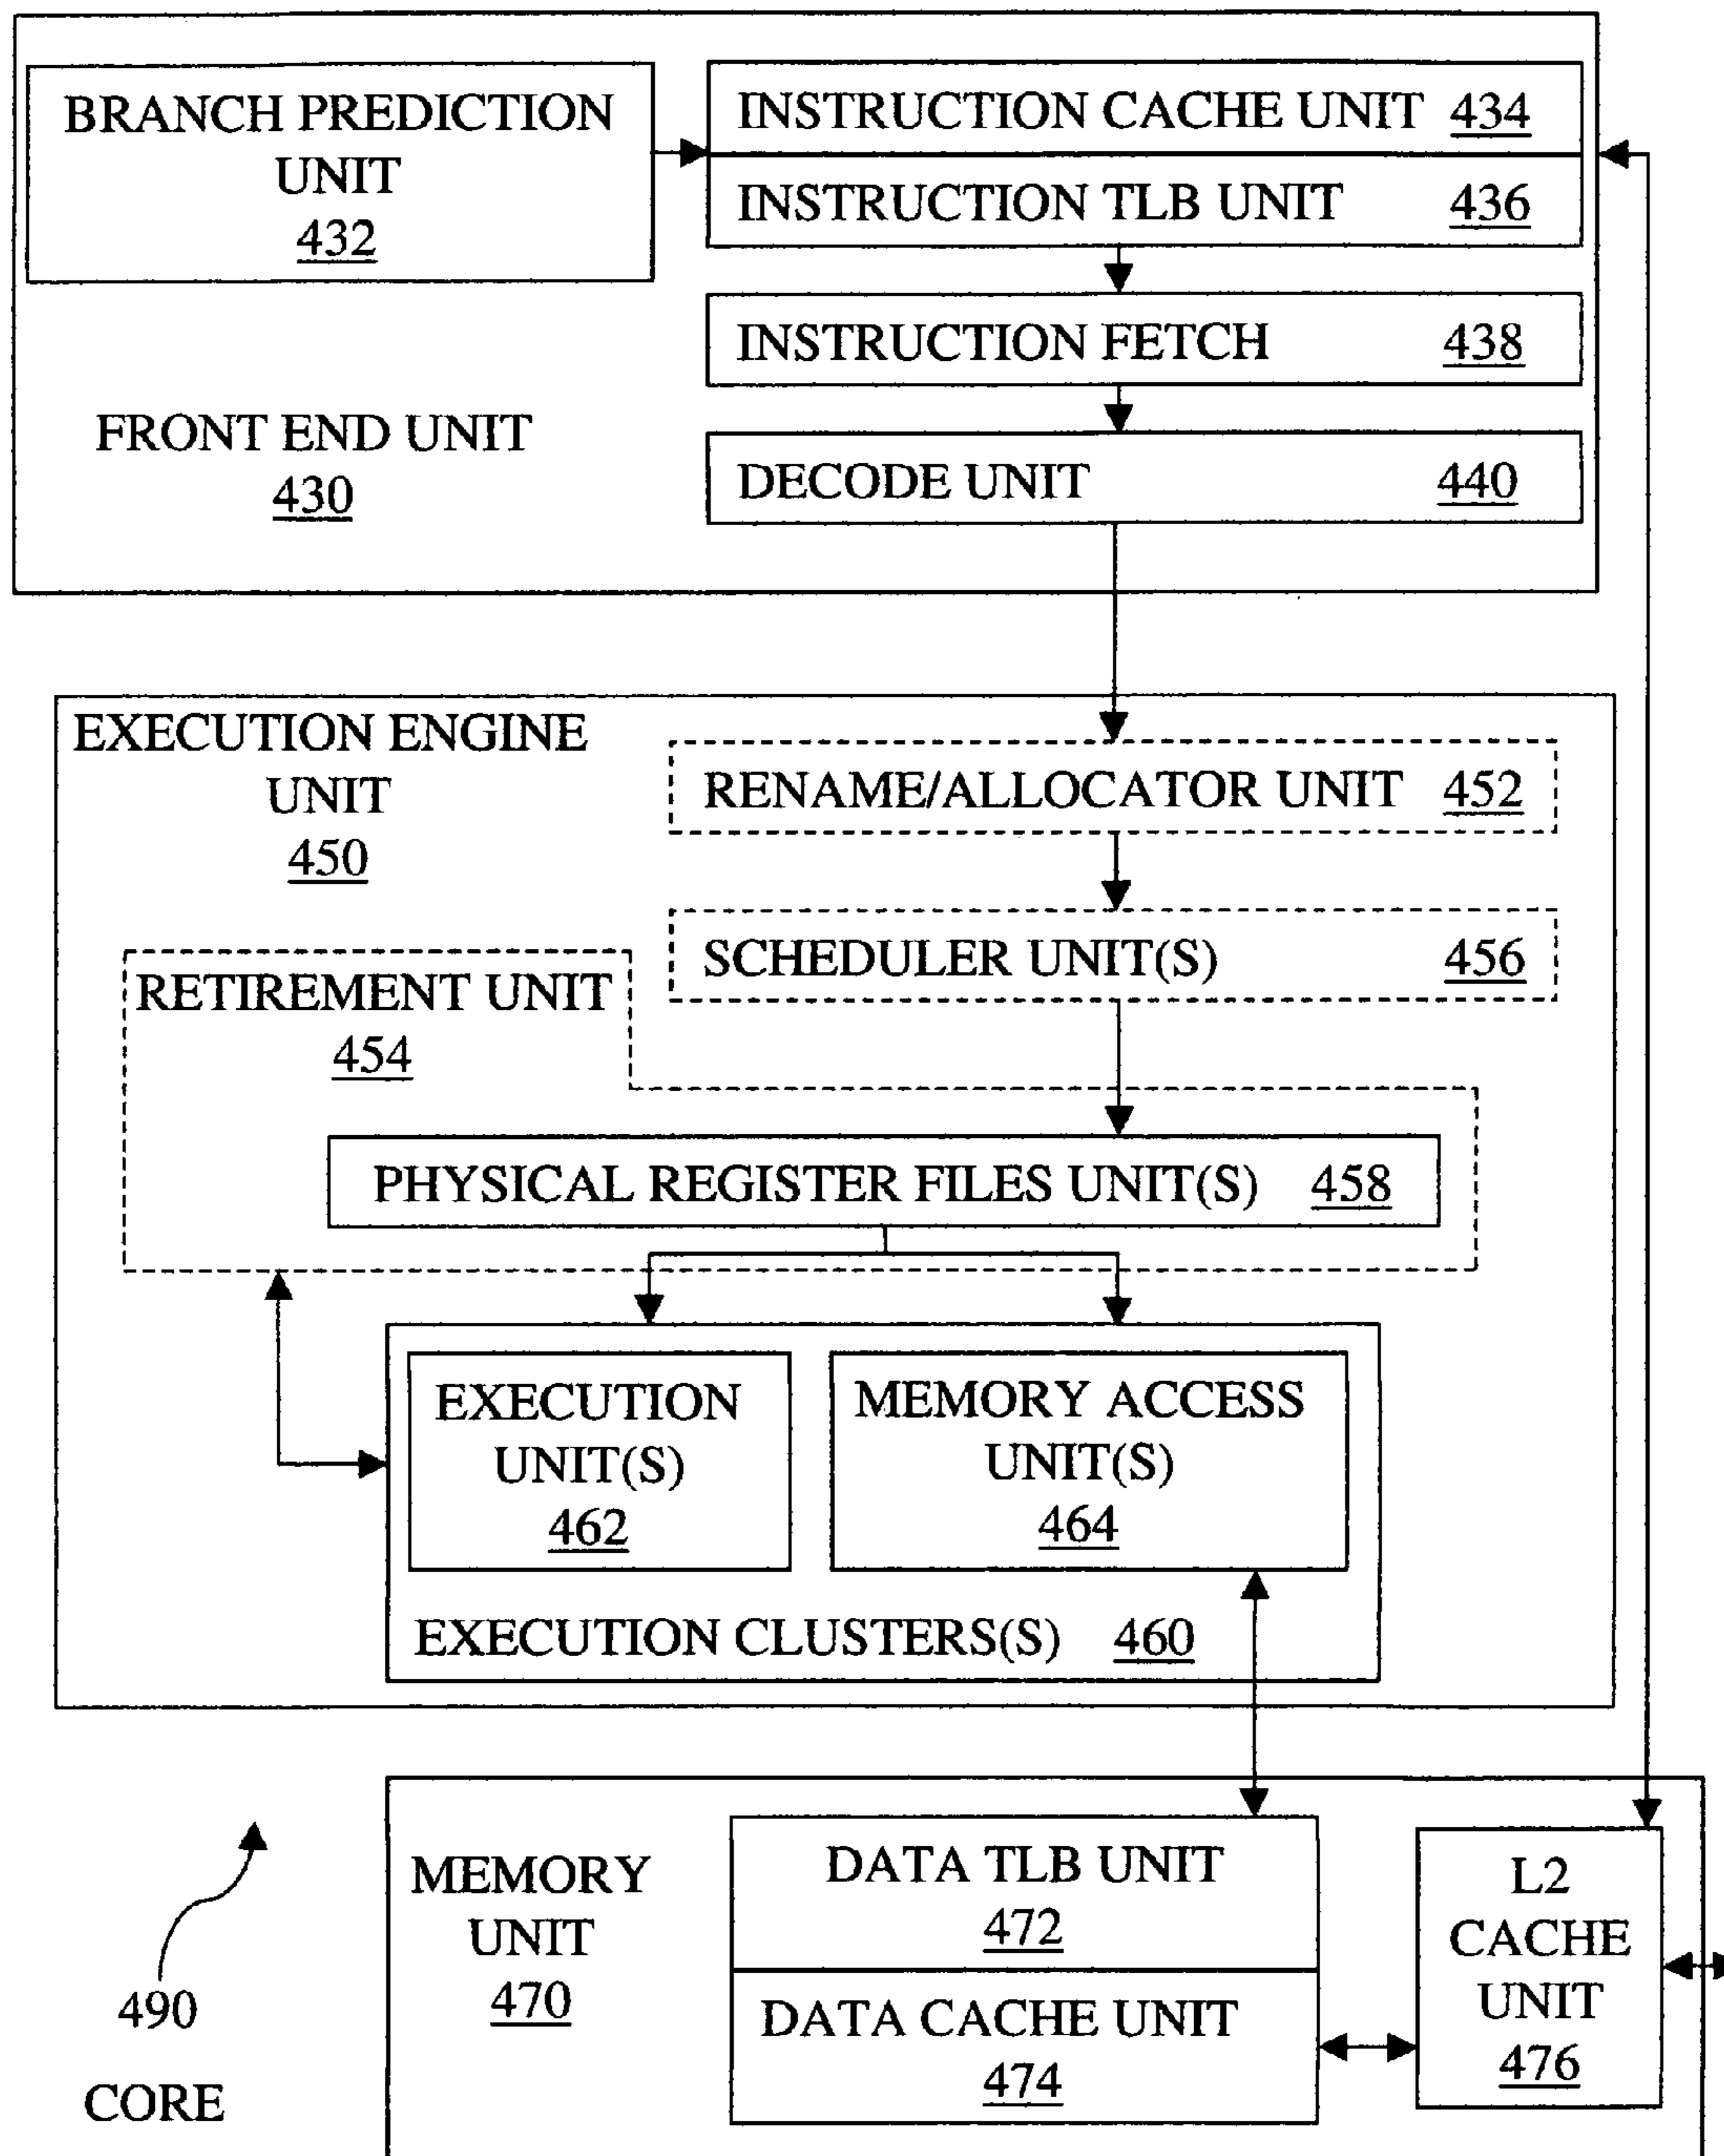 BRANCH PREDICTION
UNIT
432
INSTRUCTION CACHE UNIT 434
INSTRUCTION TLB UNIT 436
INSTRUCTION FETCH 438
FRONT END UNIT
430
DECODE UNIT 440
EXECUTION ENGINE
UNIT
450
RENAME/ALLOCATOR UNIT 452
SCHEDULER UNIT(S) 456
RETIREMENT UNIT
454
PHYSICAL REGISTER FILES UNIT(S) 458
EXECUTION
UNIT(S)
462
MEMORY ACCESS
UNIT(S)
464
EXECUTION CLUSTERS(S) 460
490
CORE
MEMORY
UNIT
470
DATA TLB UNIT
472
DATA CACHE UNIT
474
L2
CACHE
UNIT
476